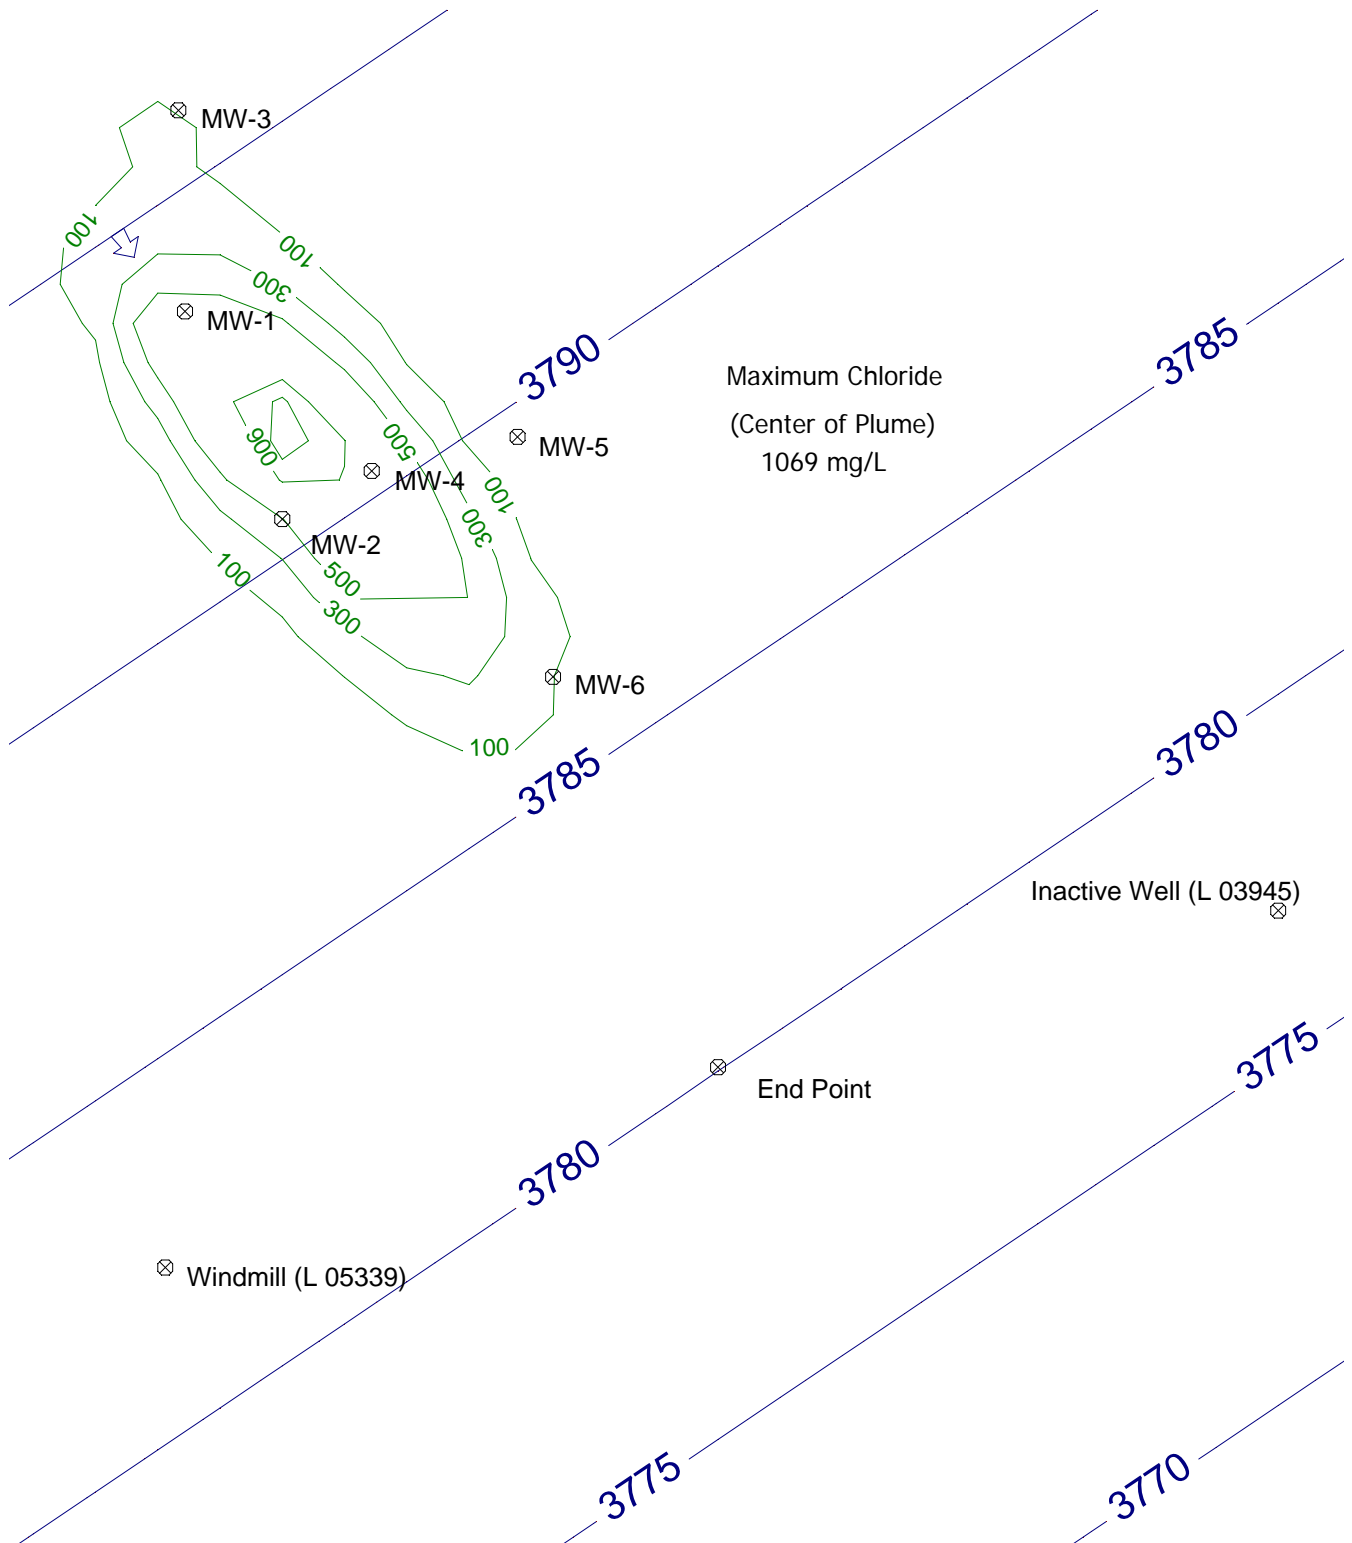 MW-3
100
100
300
MW-1
3790
3785
Maximum Chloride
(Center of Plume)
1069 mg/L
500
900
MW-5
MW-4
100
300
MW-2
100
500
300
MW-6
100
3785
3780
Inactive Well (L 03945)
3775
End Point
3780
Windmill (L 05339)
3775
3770